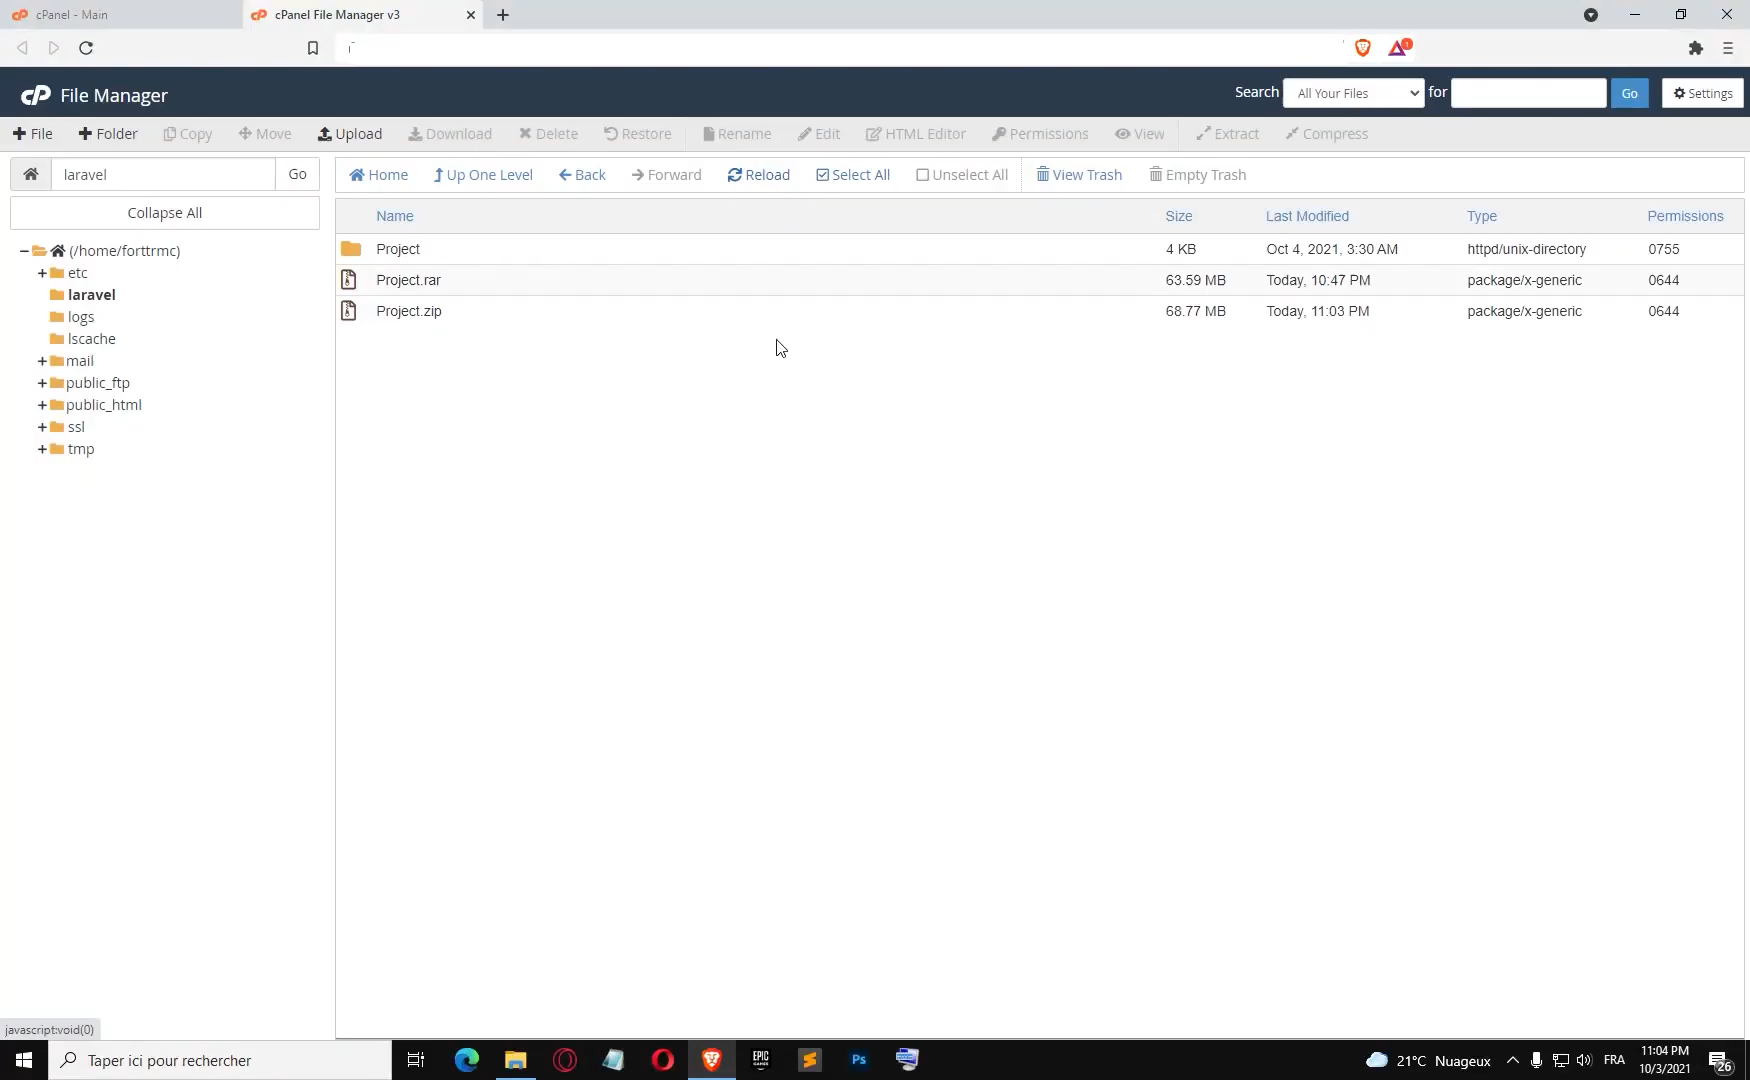 cPanel - Main
cPanel File Manager v3
cP File Manager
Search All Your Files for Go Settings
File Folder Copy Move Upload Download Delete Restore Rename Edit HTML Editor Permissions View Extract Compress
laravel Go
Home Up One Level Back Forward Reload Select All Unselect All View Trash Empty Trash
Collapse All
Name Size Last Modified Type Permissions
Project 4 KB Oct 4, 2021, 3:30 AM httpd/unix-directory 0755
Project.rar 63.59 MB Today, 10:47 PM package/x-generic 0644
Project.zip 68.77 MB Today, 11:03 PM package/x-generic 0644
(/home/forttrmc)
etc
laravel
logs
lscache
mail
public_ftp
public_html
ssl
tmp
javascript:void(0)
Taper ici pour rechercher
EPIC GAMES
Ps
21°C Nuageux
FRA
11:04 PM
10/3/2021
26